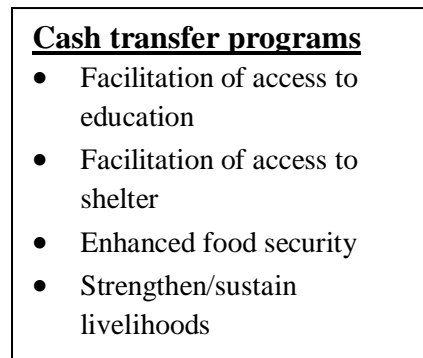 Cash transfer programs
• Facilitation of access to
education
• Facilitation of access to
shelter
• Enhanced food security
• Strengthen/sustain
livelihoods